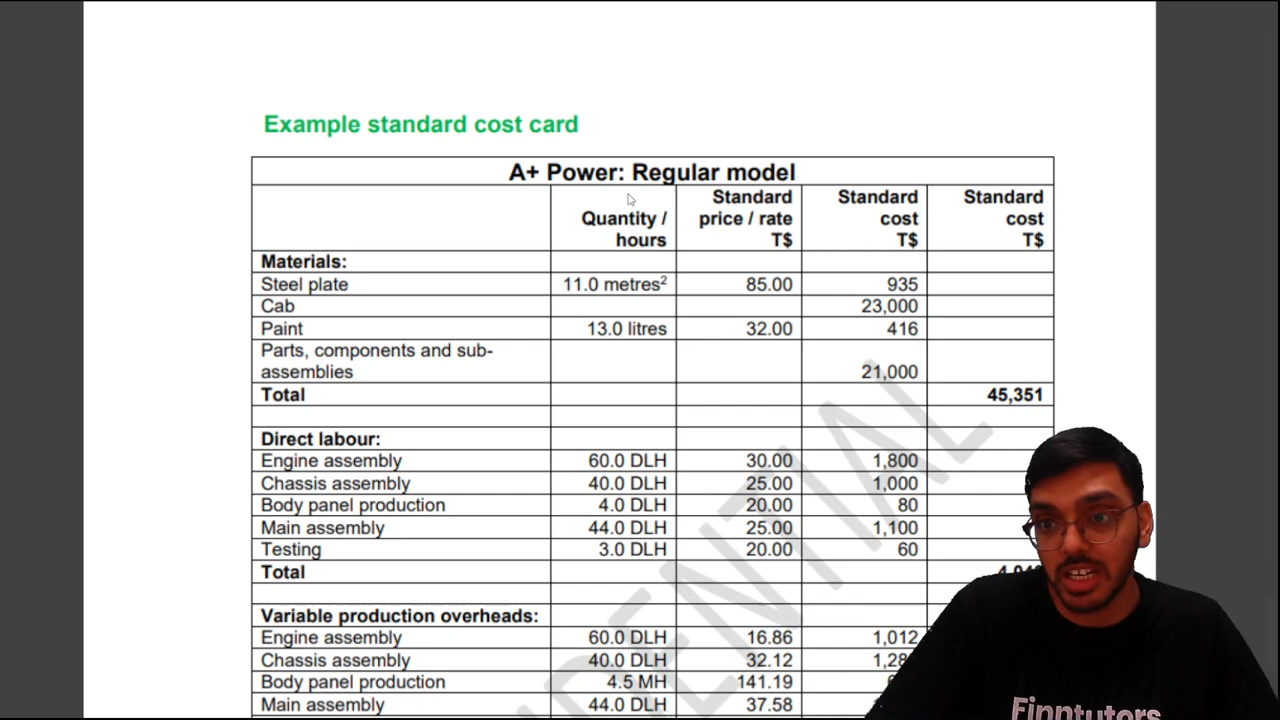 Example standard cost card
A+ Power: Regular model
Quantity / hours Standard price / rate T$ Standard cost T$ Standard cost T$
Materials:
Steel plate 11.0 metres² 85.00 935
Cab 23,000
Paint 13.0 litres 32.00 416
Parts, components and sub-
assemblies 21,000
Total 45,351
Direct labour:
Engine assembly 60.0 DLH 30.00 1,800
Chassis assembly 40.0 DLH 25.00 1,000
Body panel production 4.0 DLH 20.00 80
Main assembly 44.0 DLH 25.00 1,100
Testing 3.0 DLH 20.00 60
Total
Variable production overheads:
Engine assembly 60.0 DLH 16.86 1,012
Chassis assembly 40.0 DLH 32.12
Body panel production 4.5 MH 141.19
Main assembly 44.0 DLH 37.58
Finntutors